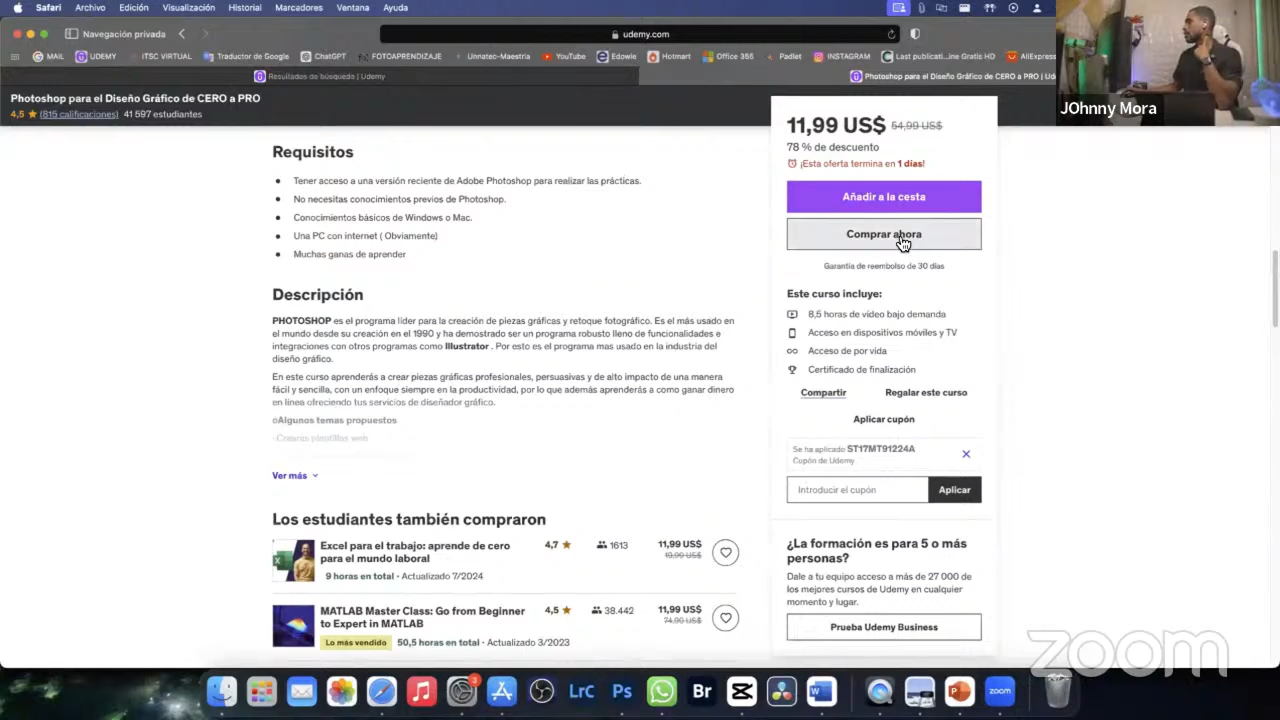 Safari Archivo Edición Visualización Historial Marcadores Ventana Ayuda
Navegación privada
udemy.com
MAIL UDEMY ITSC VIRTUAL Traductor de Google ChatGPT FOTOAPRENDIZAJE Unnatec-Maestria YouTube Edowle Hotmart Office 355 Padlet INSTAGRAM Last publicati...ine Gratis HD AliExpress
Resultados de búsqueda | Udemy
Photoshop para el Diseño Gráfico de CERO a PRO | Ud
JOhnny Mora
Photoshop para el Diseño Gráfico de CERO a PRO
4,5 (815 calificaciones) 41 597 estudiantes
Requisitos
Tener acceso a una versión reciente de Adobe Photoshop para realizar las prácticas.
No necesitas conocimientos previos de Photoshop.
Conocimientos básicos de Windows o Mac.
Una PC con internet ( Obviamente)
Muchas ganas de aprender
Descripción
PHOTOSHOP es el programa líder para la creación de piezas gráficas y retoque fotográfico. Es el más usado en
el mundo desde su creación en el 1990 y ha demostrado ser un programa robusto lleno de funcionalidades e
integraciones con otros programas como Illustrator . Por esto es el programa mas usado en la industria del
diseño gráfico.
En este curso aprenderás a crear piezas gráficas profesionales, persuasivas y de alto impacto de una manera
fácil y sencilla, con un enfoque siempre en la productividad, por lo que además aprenderás a como ganar dinero
en línea ofreciendo tus servicios de diseñador gráfico.
oAlgunos temas propuestos
-Crearas plantillas web
Ver más
Los estudiantes también compraron
Excel para el trabajo: aprende de cero
para el mundo laboral
9 horas en total • Actualizado 7/2024
4,7
1613
11,99 US$
19,99 US$
MATLAB Master Class: Go from Beginner
to Expert in MATLAB
Lo más vendido 50,5 horas en total • Actualizado 3/2023
4,5
38.442
11,99 US$
74,90 US$
11,99 US$ 54,99 US$
78 % de descuento
¡Esta oferta termina en 1 días!
Añadir a la cesta
Comprar ahora
Garantía de reembolso de 30 días
Este curso incluye:
8,5 horas de vídeo bajo demanda
Acceso en dispositivos móviles y TV
Acceso de por vida
Certificado de finalización
Compartir Regalar este curso
Aplicar cupón
Se ha aplicado ST17MT91224A
Cupón de Udemy
Introducir el cupón Aplicar
¿La formación es para 5 o más
personas?
Dale a tu equipo acceso a más de 27 000 de
los mejores cursos de Udemy en cualquier
momento y lugar.
Prueba Udemy Business
zoom
3
LrC Ps Br W P zoom